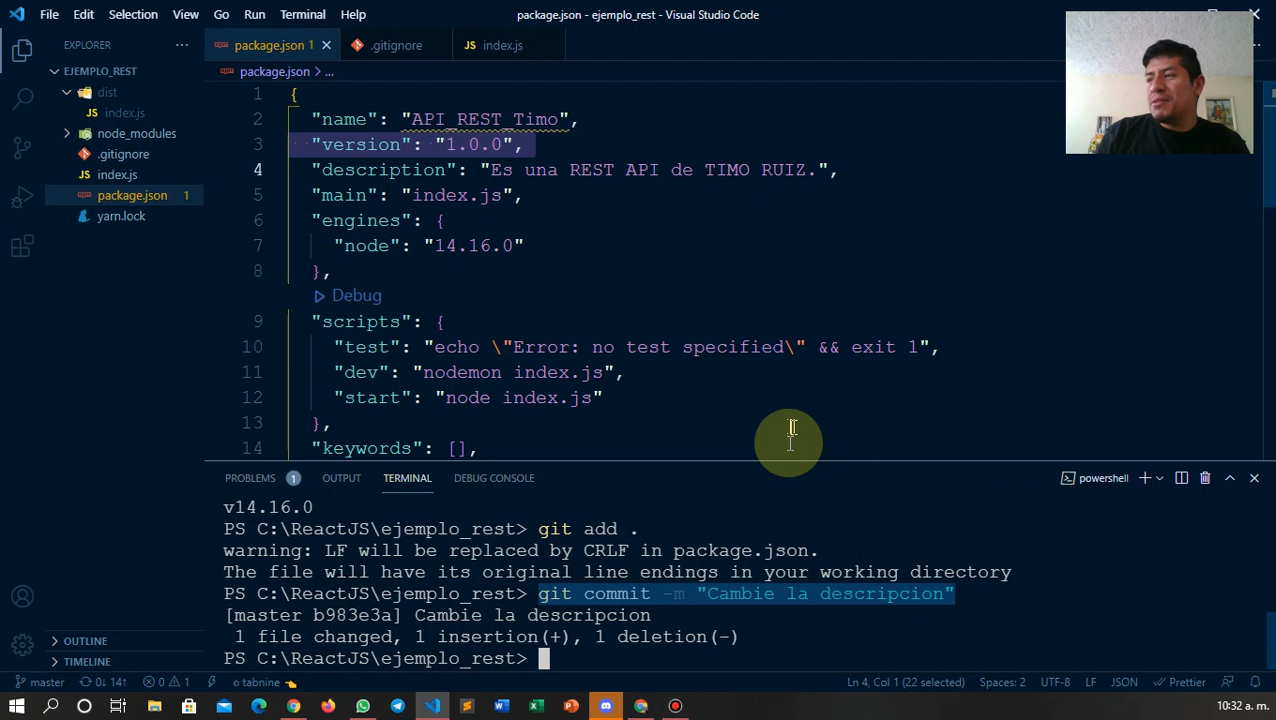 File Edit Selection View Go Run Terminal Help
package.json - ejemplo_rest - Visual Studio Code
EXPLORER
package.json 1
.gitignore
JS index.js
EJEMPLO_REST
dist
JS index.js
node_modules
.gitignore
JS index.js
package.json 1
yarn.lock
package.json > ...
1 {
2 "name": "API_REST_Timo",
3 "version": "1.0.0",
4 "description": "Es una REST API de TIMO RUIZ.",
5 "main": "index.js",
6 "engines": {
7 "node": "14.16.0"
8 },
Debug
9 "scripts": {
10 "test": "echo \"Error: no test specified\" && exit 1",
11 "dev": "nodemon index.js",
12 "start": "node index.js"
13 },
14 "keywords": [],
PROBLEMS 1 OUTPUT TERMINAL DEBUG CONSOLE
powershell
v14.16.0
PS C:\ReactJS\ejemplo_rest> git add .
warning: LF will be replaced by CRLF in package.json.
The file will have its original line endings in your working directory
PS C:\ReactJS\ejemplo_rest> git commit -m "Cambie la descripcion"
[master b983e3a] Cambie la descripcion
1 file changed, 1 insertion(+), 1 deletion(-)
PS C:\ReactJS\ejemplo_rest>
OUTLINE
TIMELINE
master 0↓ 14↑ 0 1 tabnine
Ln 4, Col 1 (22 selected) Spaces: 2 UTF-8 LF JSON Prettier
10:32 a. m.